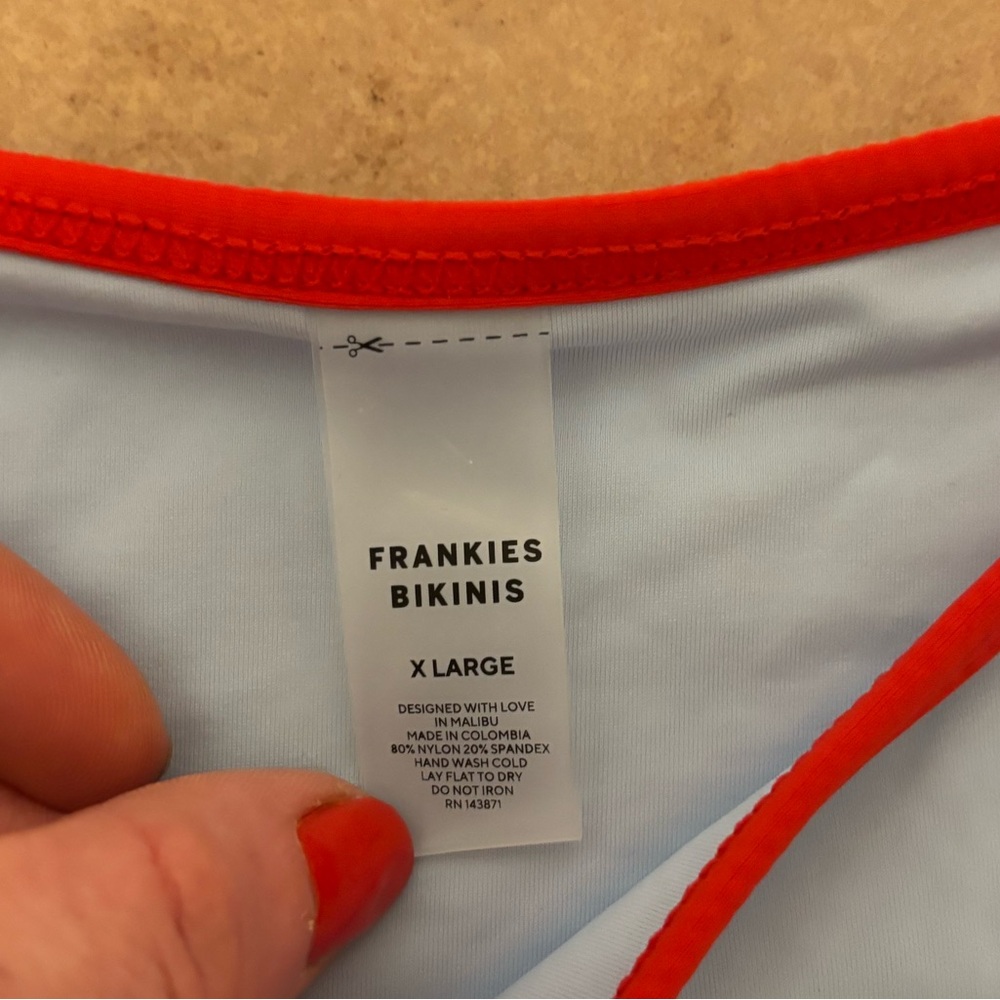 FRANKIES
BIKINIS
X LARGE
DESIGNED WITH LOVE
IN MALIBU
MADE IN COLOMBIA
80% NYLON 20% SPANDEX
HAND WASH COLD
LAY FLAT TO DRY
DO NOT IRON
RN 143871